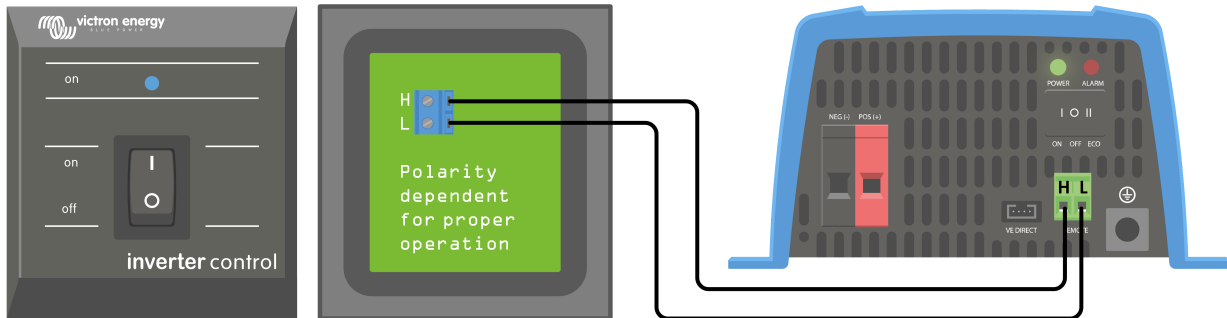 victron energy
BLUE POWER
on
on
I
O
off
inverter control
H
L
Polarity
dependent
for proper
operation
POWER ALARM
NEG (-) POS (+)
I O II
ON OFF ECO
H L
VE DIRECT
REMOTE